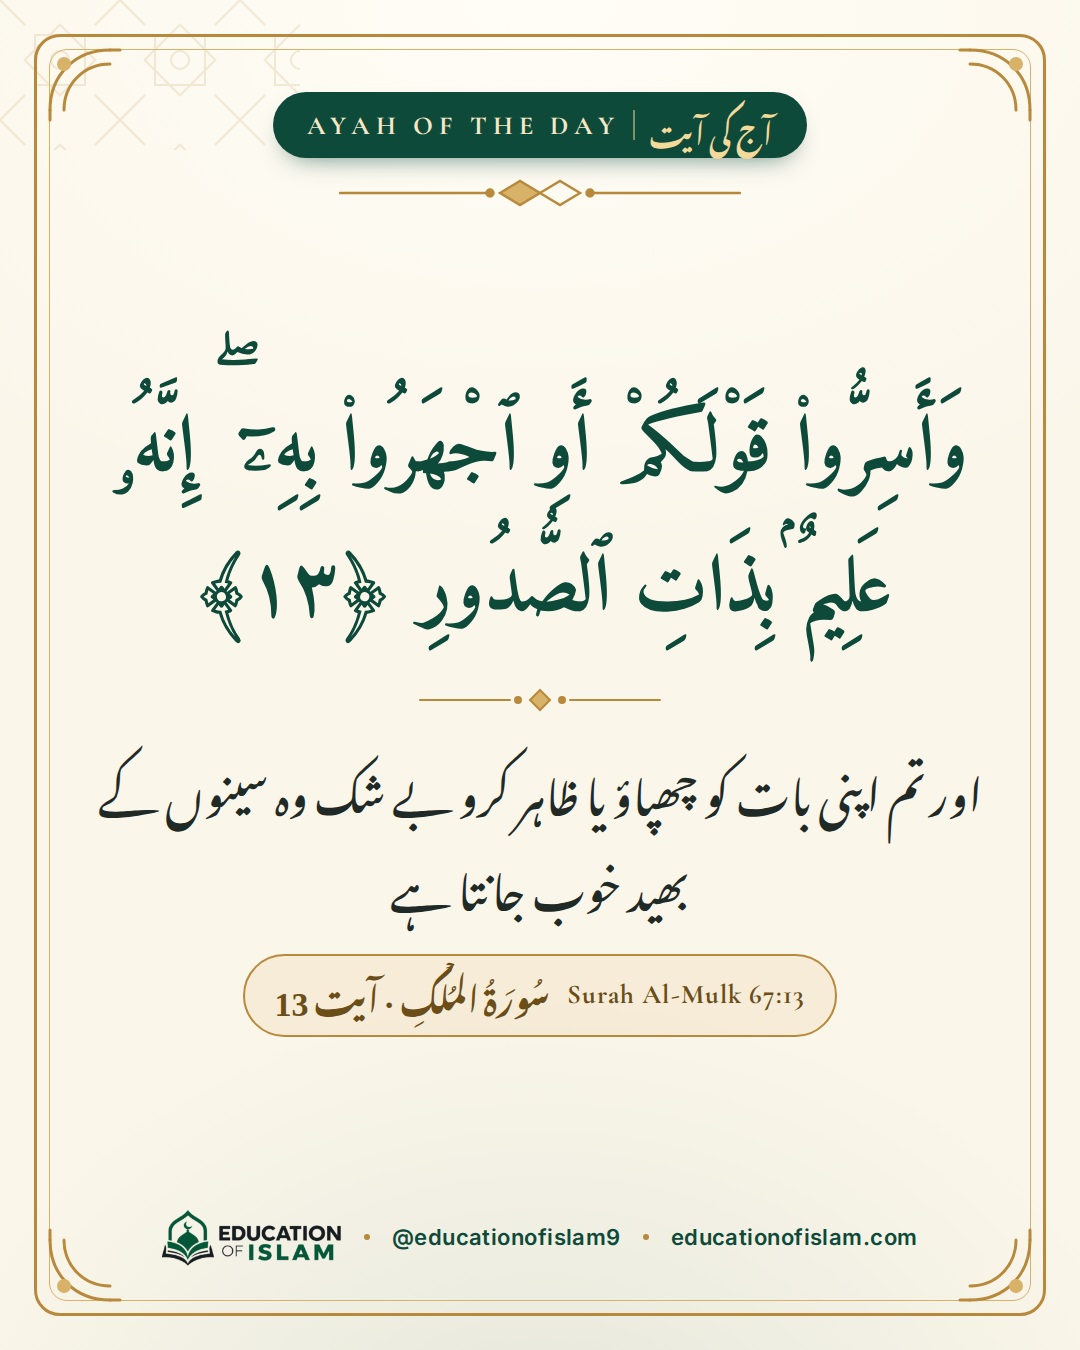 AYAH OF THE DAY | آج کی آیت
وَأَسِرُّوا۟ قَوْلَكُمْ أَوِ ٱجْهَرُوا۟ بِهِۦٓ ۖ إِنَّهُۥ
عَلِيمٌۢ بِذَاتِ ٱلصُّدُورِ ﴿١٣﴾
اور تم اپنی بات کو چھپاؤ یا ظاہر کرو بے شک وہ سینوں کے
بھید خوب جانتا ہے
سُورَةُ المُلۡكِ · آیت 13 Surah Al-Mulk 67:13
EDUCATION OF ISLAM • @educationofislam9 • educationofislam.com